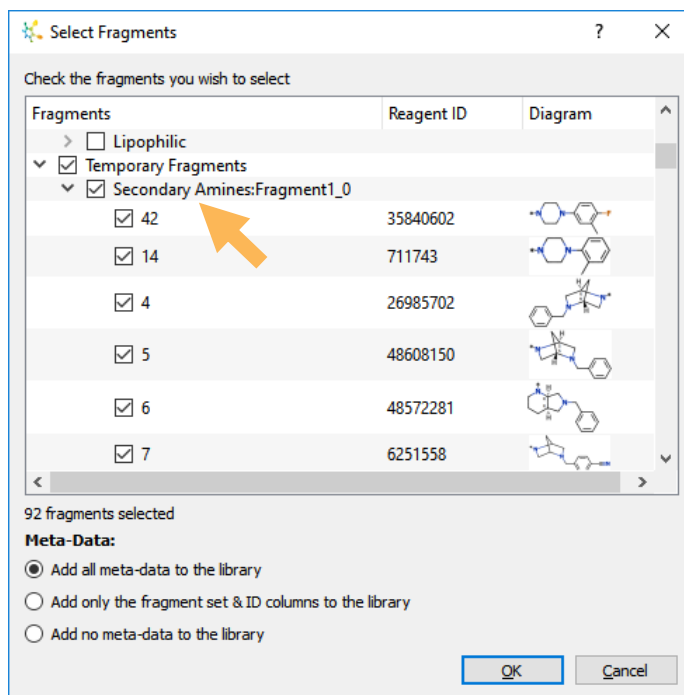 Select Fragments ?
Check the fragments you wish to select
Fragments Reagent ID Diagram
Lipophilic
Temporary Fragments
Secondary Amines:Fragment1_0
42 35840602
14 711743
4 26985702
5 48608150
6 48572281
7 6251558
92 fragments selected
Meta-Data:
Add all meta-data to the library
Add only the fragment set & ID columns to the library
Add no meta-data to the library
OK Cancel